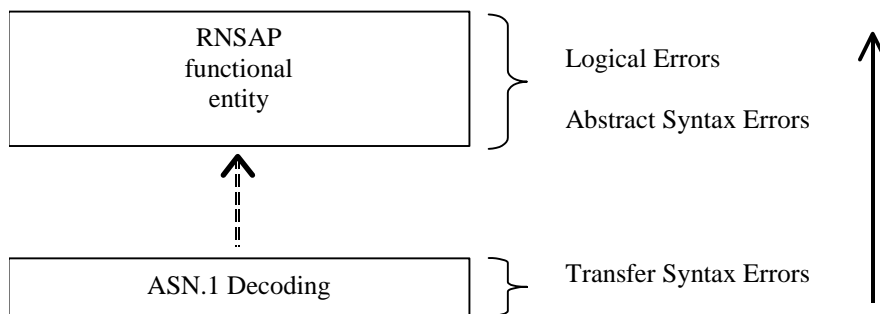 RNSAP
functional
entity
Logical Errors
Abstract Syntax Errors
ASN.1 Decoding
Transfer Syntax Errors